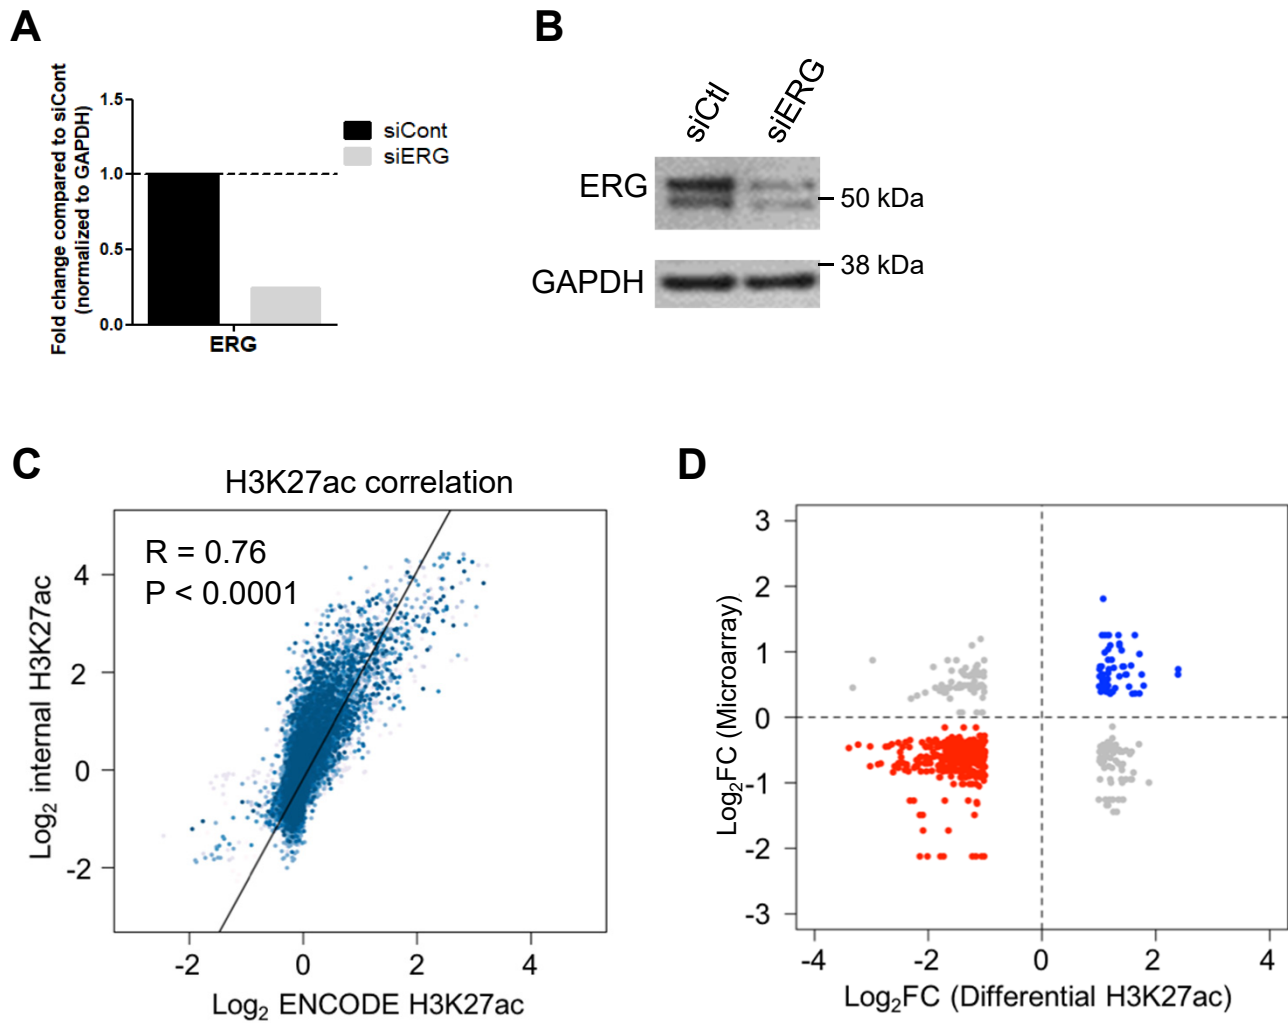 A
Fold change compared to siCont
(normalized to GAPDH)
1.5
1.0
0.5
0.0
ERG
siCont
siERG
B
siCtl
siERG
ERG
50 kDa
38 kDa
GAPDH
C
H3K27ac correlation
R = 0.76
P < 0.0001
Log2 internal H3K27ac
4
2
0
-2
-2
0
2
4
Log2 ENCODE H3K27ac
D
Log2FC (Microarray)
3
2
1
0
-1
-2
-3
-4
-2
0
2
4
Log2FC (Differential H3K27ac)